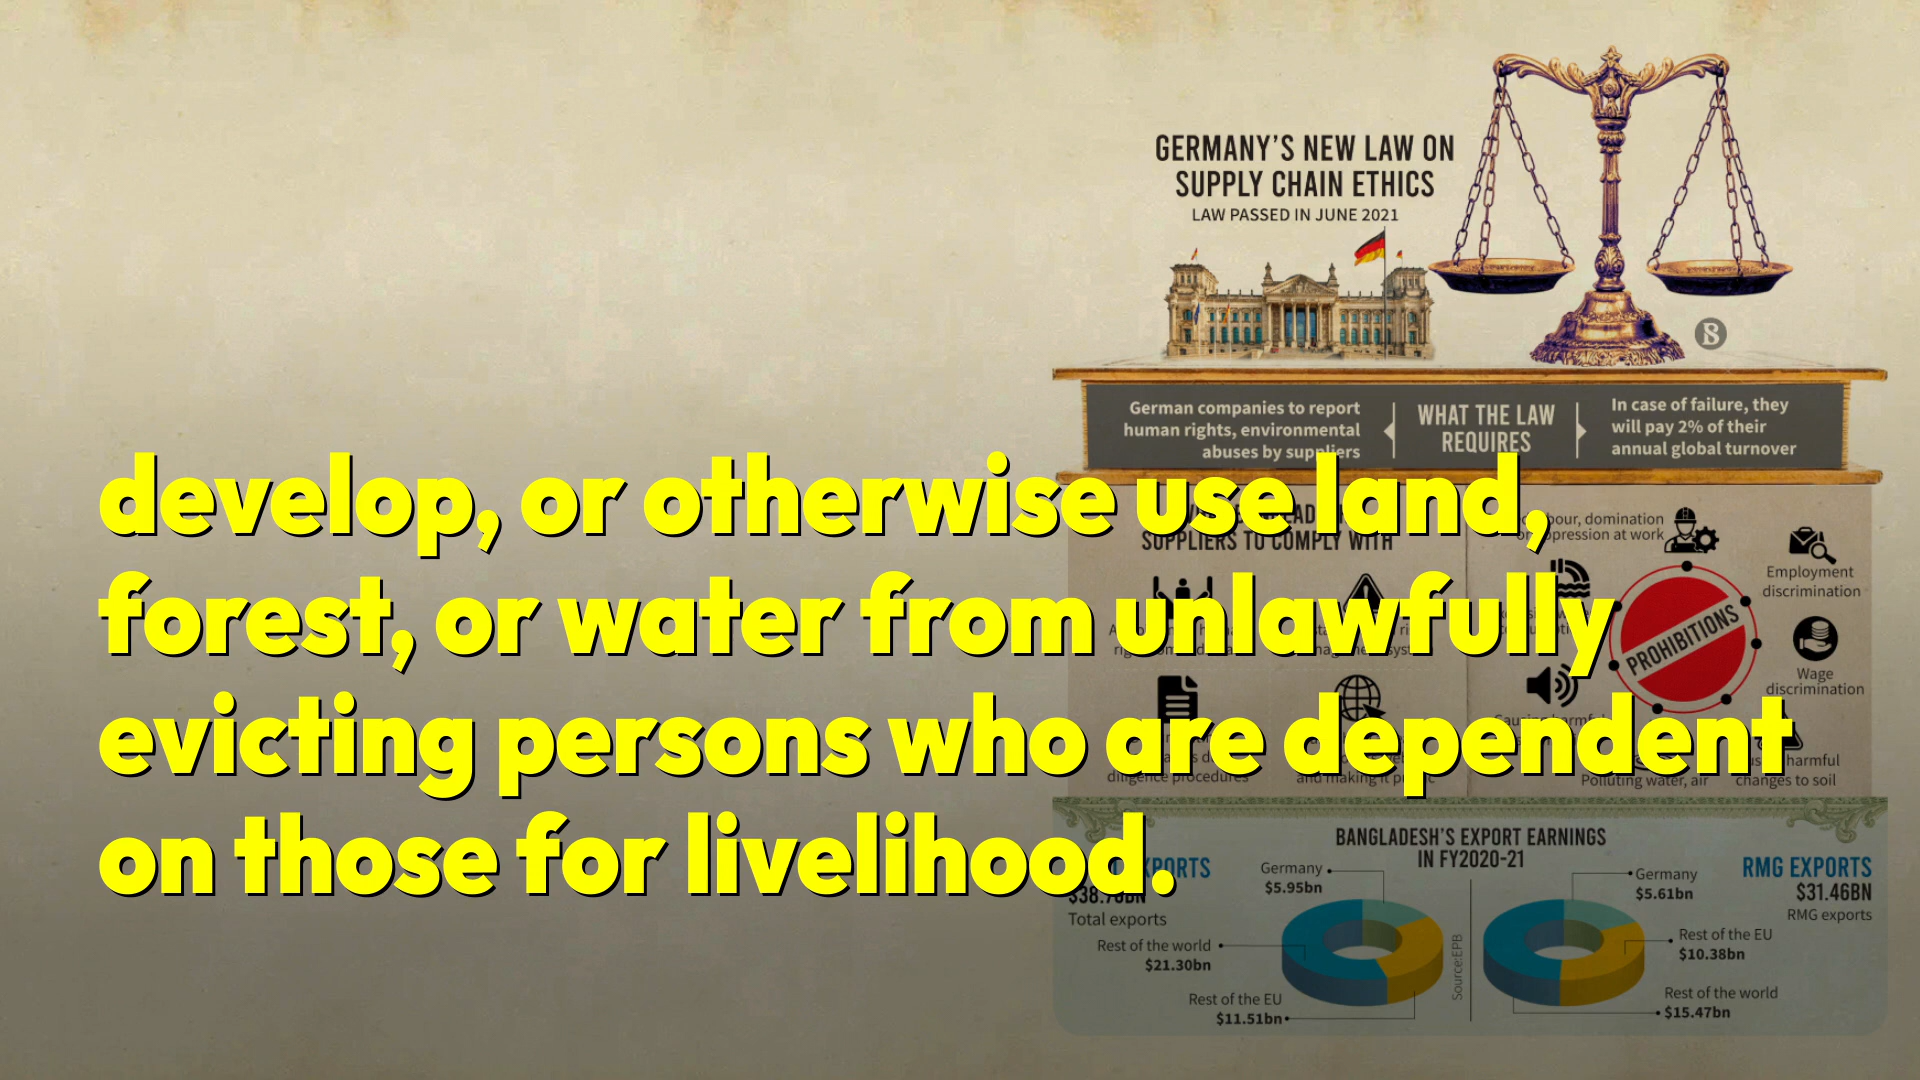 GERMANY'S NEW LAW ON
SUPPLY CHAIN ETHICS
LAW PASSED IN JUNE 2021
German companies to report
human rights, environmental
abuses by suppliers
WHAT THE LAW
REQUIRES
In case of failure, they
will pay 2% of their
annual global turnover
develop, or otherwise use land,
forest, or water from unlawfully
evicting persons who are dependent
on those for livelihood.
SUPPLIERS TO COMPLY WITH
domination
at work
Employment
discrimination
PROHIBITIONS
Wage
discrimination
diligence procedures
and making it
Polluting water, air
harmful
changes to soil
BANGLADESH'S EXPORT EARNINGS
IN FY2020-21
Total exports
Germany
$5.95bn
Rest of the world
$21.30bn
Rest of the EU
$11.51bn
Source:EPB
RMG EXPORTS
$31.46BN
RMG exports
Germany
$5.61bn
Rest of the EU
$10.38bn
Rest of the world
$15.47bn